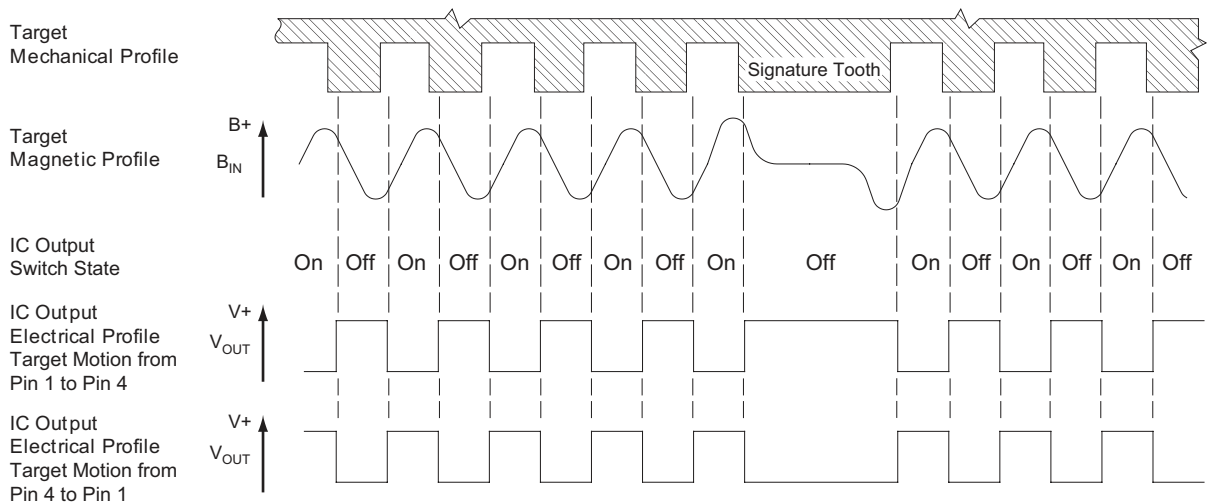 Target
Mechanical Profile
Signature Tooth
Target
Magnetic Profile
B+
B_IN
IC Output
Switch State
On Off On Off On Off On Off On Off On Off On Off On Off
IC Output
Electrical Profile
Target Motion from
Pin 1 to Pin 4
V+
V_OUT
IC Output
Electrical Profile
Target Motion from
Pin 4 to Pin 1
V+
V_OUT